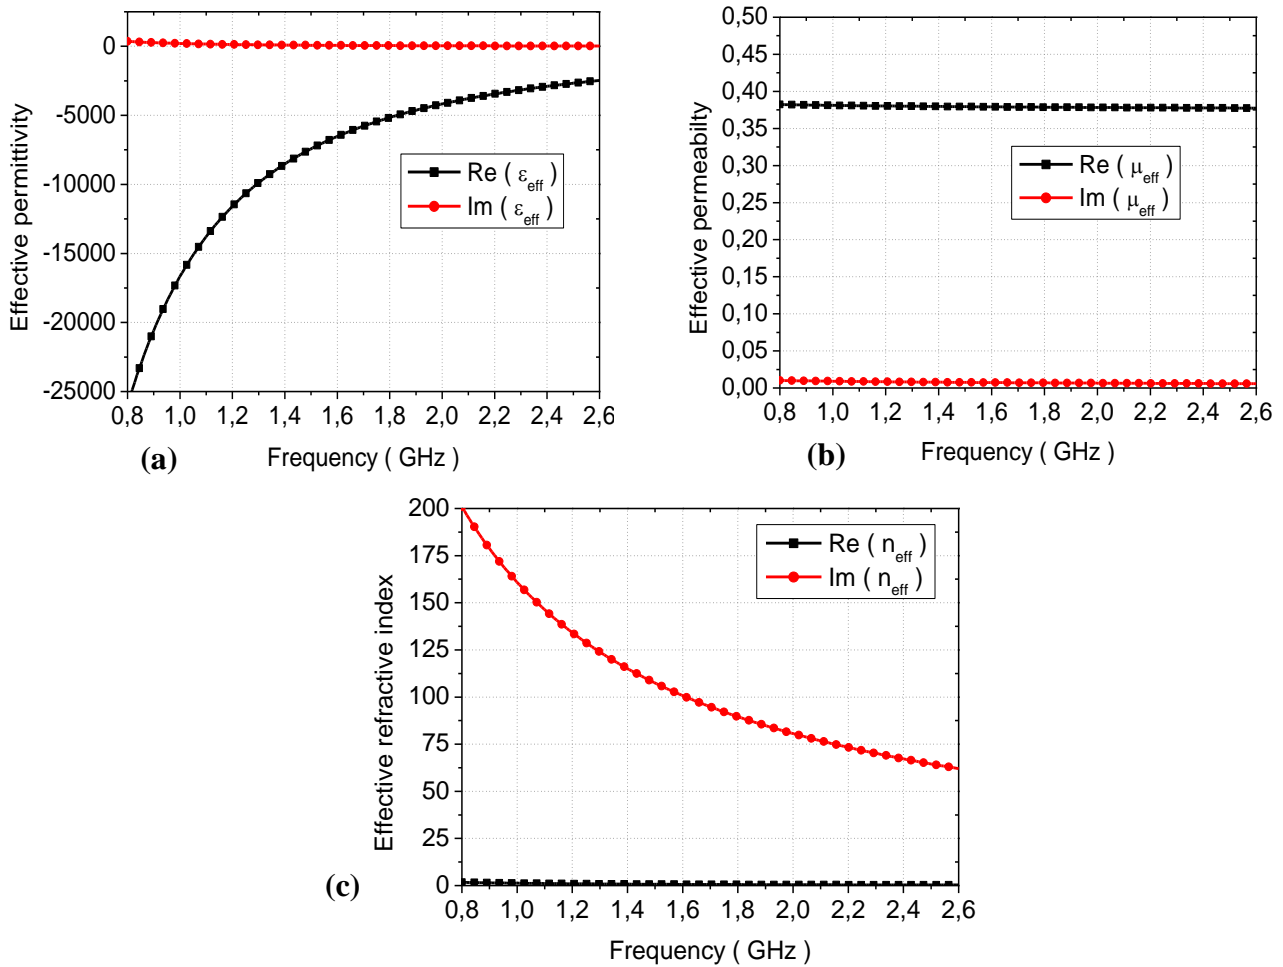 0
-5000
-10000
-15000
-20000
-25000
Effective permittivity
Re ( ε_eff )
Im ( ε_eff )
0,8 1,0 1,2 1,4 1,6 1,8 2,0 2,2 2,4 2,6
(a)
Frequency ( GHz )
0,50
0,45
0,40
0,35
0,30
0,25
0,20
0,15
0,10
0,05
0,00
Effective permeabilty
Re ( μ_eff )
Im ( μ_eff )
0,8 1,0 1,2 1,4 1,6 1,8 2,0 2,2 2,4 2,6
(b)
Frequency ( GHz )
200
175
150
125
100
75
50
25
0
Effective refractive index
Re ( n_eff )
Im ( n_eff )
(c)
0,8 1,0 1,2 1,4 1,6 1,8 2,0 2,2 2,4 2,6
Frequency ( GHz )